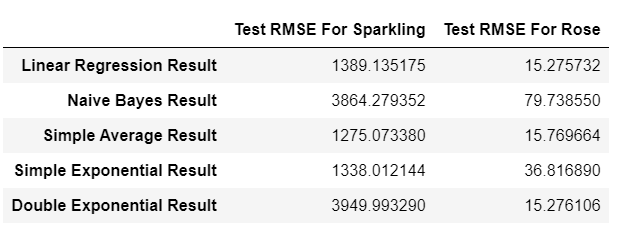 Test RMSE For Sparkling Test RMSE For Rose
Linear Regression Result 1389.135175 15.275732
Naive Bayes Result 3864.279352 79.738550
Simple Average Result 1275.073380 15.769664
Simple Exponential Result 1338.012144 36.816890
Double Exponential Result 3949.993290 15.276106